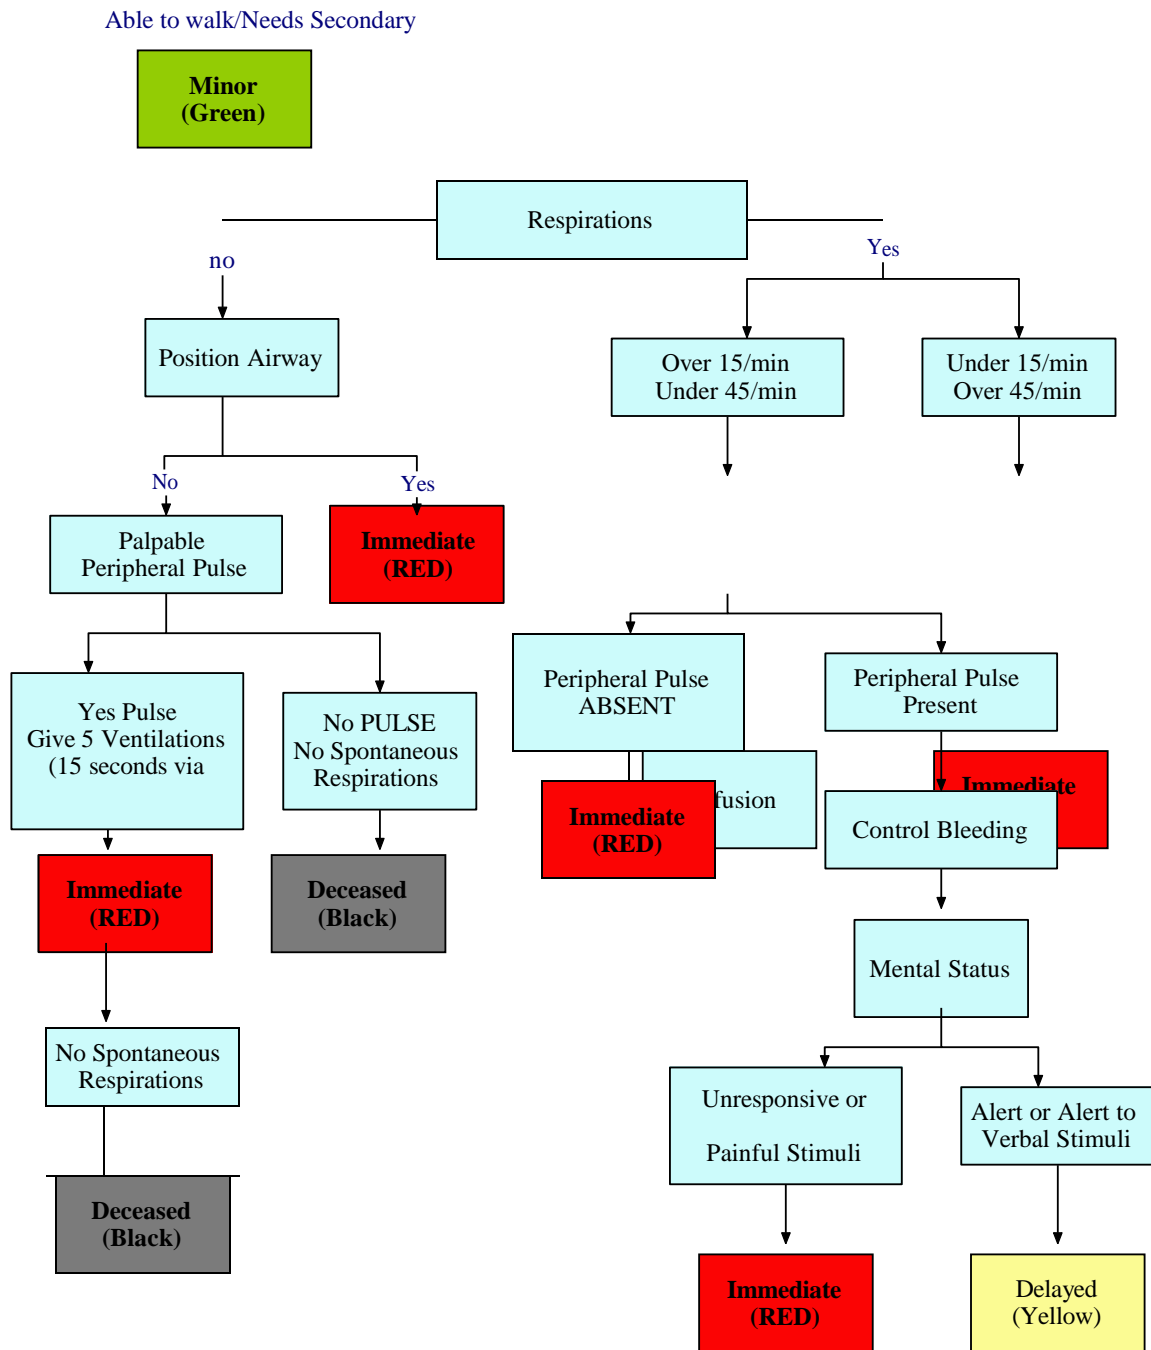 Able to walk/Needs Secondary
Minor
(Green)
Respirations
no
Yes
Position Airway
Over 15/min
Under 45/min
Under 15/min
Over 45/min
No
Yes
Palpable
Peripheral Pulse
Immediate
(RED)
Peripheral Pulse
ABSENT
Peripheral Pulse
Present
Yes Pulse
Give 5 Ventilations
(15 seconds via
No PULSE
No Spontaneous
Respirations
Immediate
(RED)
Immediate
Control Bleeding
Immediate
(RED)
Deceased
(Black)
Mental Status
No Spontaneous
Respirations
Unresponsive or
Painful Stimuli
Alert or Alert to
Verbal Stimuli
Deceased
(Black)
Immediate
(RED)
Delayed
(Yellow)